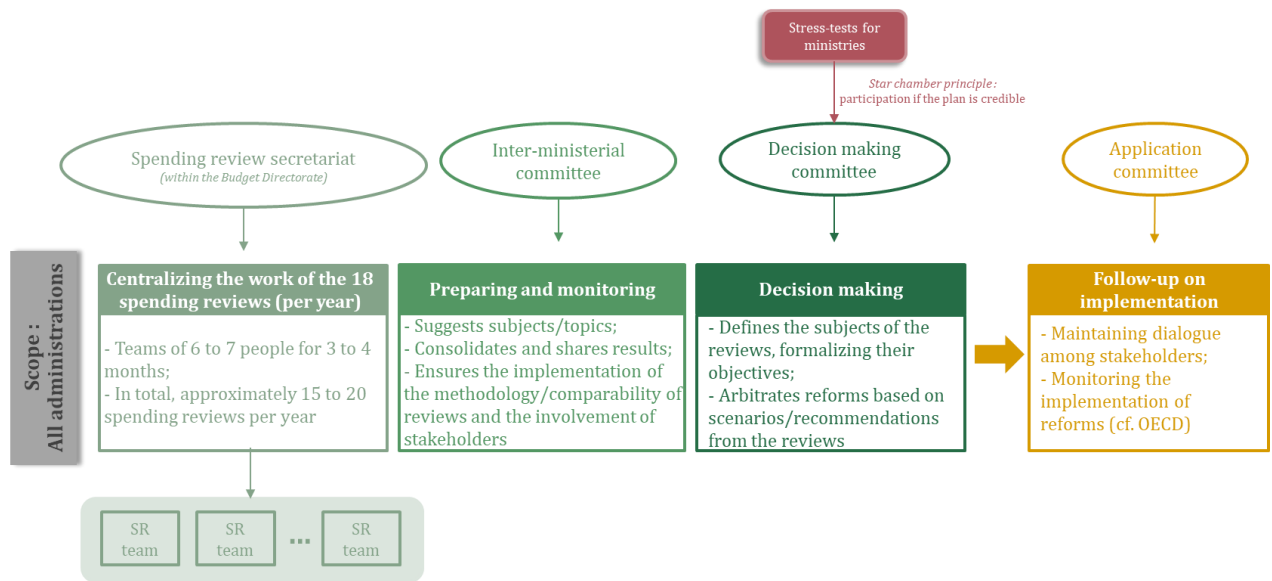 Stress-tests for
ministries
Star chamber principle :
participation if the plan is credible
Spending review secretariat
(within the Budget Directorate)
Inter-ministerial
committee
Decision making
committee
Application
committee
Scope :
All administrations
Centralizing the work of the 18
spending reviews (per year)
- Teams of 6 to 7 people for 3 to 4
months;
- In total, approximately 15 to 20
spending reviews per year
Preparing and monitoring
- Suggests subjects/topics;
- Consolidates and shares results;
- Ensures the implementation of
the methodology/comparability of
reviews and the involvement of
stakeholders
Decision making
- Defines the subjects of the
reviews, formalizing their
objectives;
- Arbitrates reforms based on
scenarios/recommendations
from the reviews
Follow-up on
implementation
- Maintaining dialogue
among stakeholders;
- Monitoring the
implementation of
reforms (cf. OECD)
SR
team
SR
team
...
SR
team